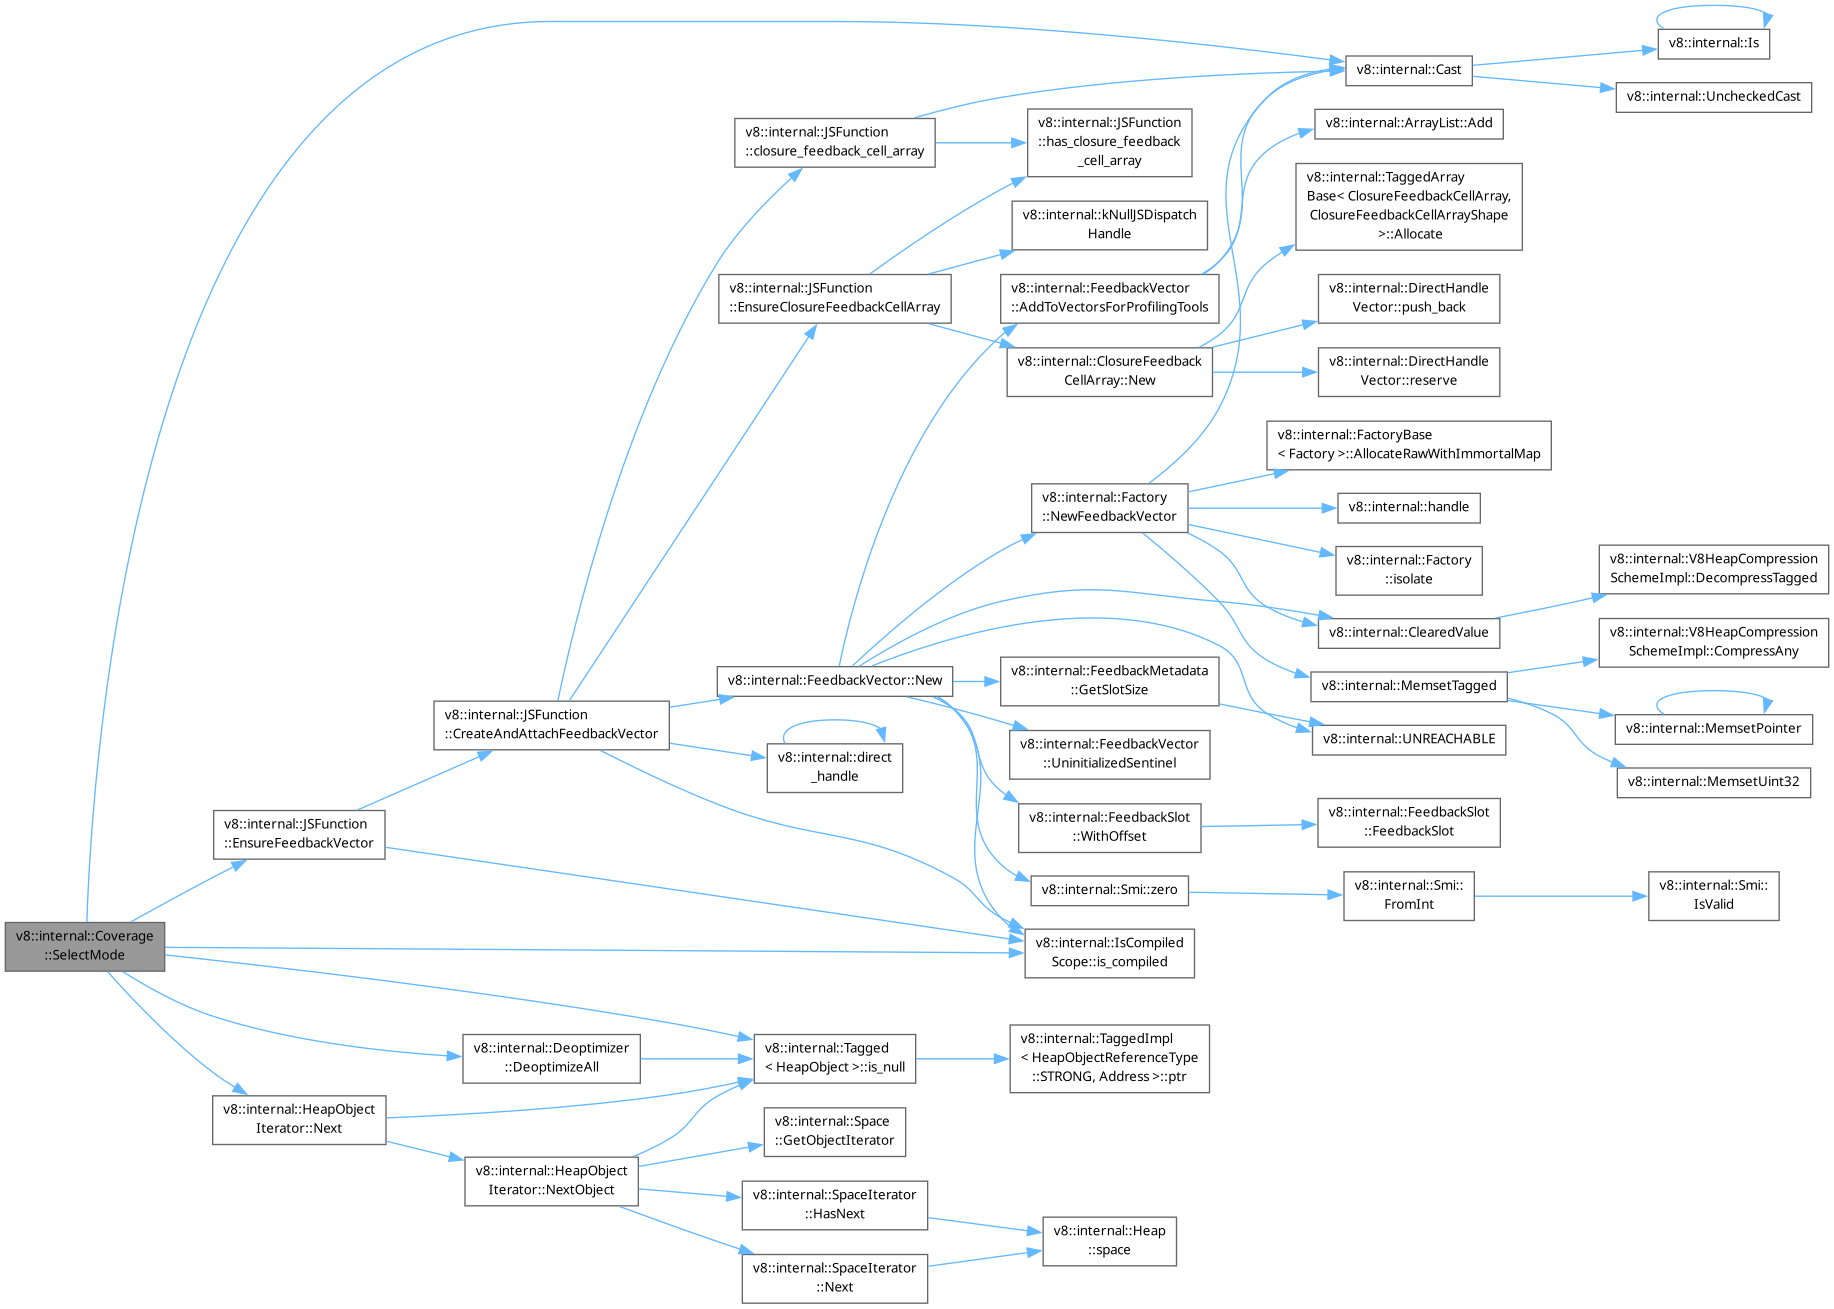 v8::internal::Coverage
::SelectMode
v8::internal::Cast
v8::internal::Is
v8::internal::UncheckedCast
v8::internal::JSFunction
::EnsureFeedbackVector
v8::internal::JSFunction
::CreateAndAttachFeedbackVector
v8::internal::JSFunction
::closure_feedback_cell_array
v8::internal::JSFunction
::has_closure_feedback
_cell_array
v8::internal::JSFunction
::EnsureClosureFeedbackCellArray
v8::internal::kNullJSDispatch
Handle
v8::internal::ClosureFeedback
CellArray::New
v8::internal::TaggedArray
Base< ClosureFeedbackCellArray,
ClosureFeedbackCellArrayShape
>::Allocate
v8::internal::DirectHandle
Vector::push_back
v8::internal::DirectHandle
Vector::reserve
v8::internal::FeedbackVector::New
v8::internal::FeedbackVector
::AddToVectorsForProfilingTools
v8::internal::ArrayList::Add
v8::internal::Factory
::NewFeedbackVector
v8::internal::FactoryBase
< Factory >::AllocateRawWithImmortalMap
v8::internal::handle
v8::internal::Factory
::isolate
v8::internal::ClearedValue
v8::internal::V8HeapCompression
SchemeImpl::DecompressTagged
v8::internal::MemsetTagged
v8::internal::V8HeapCompression
SchemeImpl::CompressAny
v8::internal::MemsetPointer
v8::internal::MemsetUint32
v8::internal::FeedbackMetadata
::GetSlotSize
v8::internal::UNREACHABLE
v8::internal::FeedbackVector
::UninitializedSentinel
v8::internal::FeedbackSlot
::WithOffset
v8::internal::FeedbackSlot
::FeedbackSlot
v8::internal::Smi::zero
v8::internal::Smi::
FromInt
v8::internal::Smi::
IsValid
v8::internal::direct
_handle
v8::internal::IsCompiled
Scope::is_compiled
v8::internal::Deoptimizer
::DeoptimizeAll
v8::internal::Tagged
< HeapObject >::is_null
v8::internal::TaggedImpl
< HeapObjectReferenceType
::STRONG, Address >::ptr
v8::internal::HeapObject
Iterator::Next
v8::internal::HeapObject
Iterator::NextObject
v8::internal::Space
::GetObjectIterator
v8::internal::SpaceIterator
::HasNext
v8::internal::SpaceIterator
::Next
v8::internal::Heap
::space